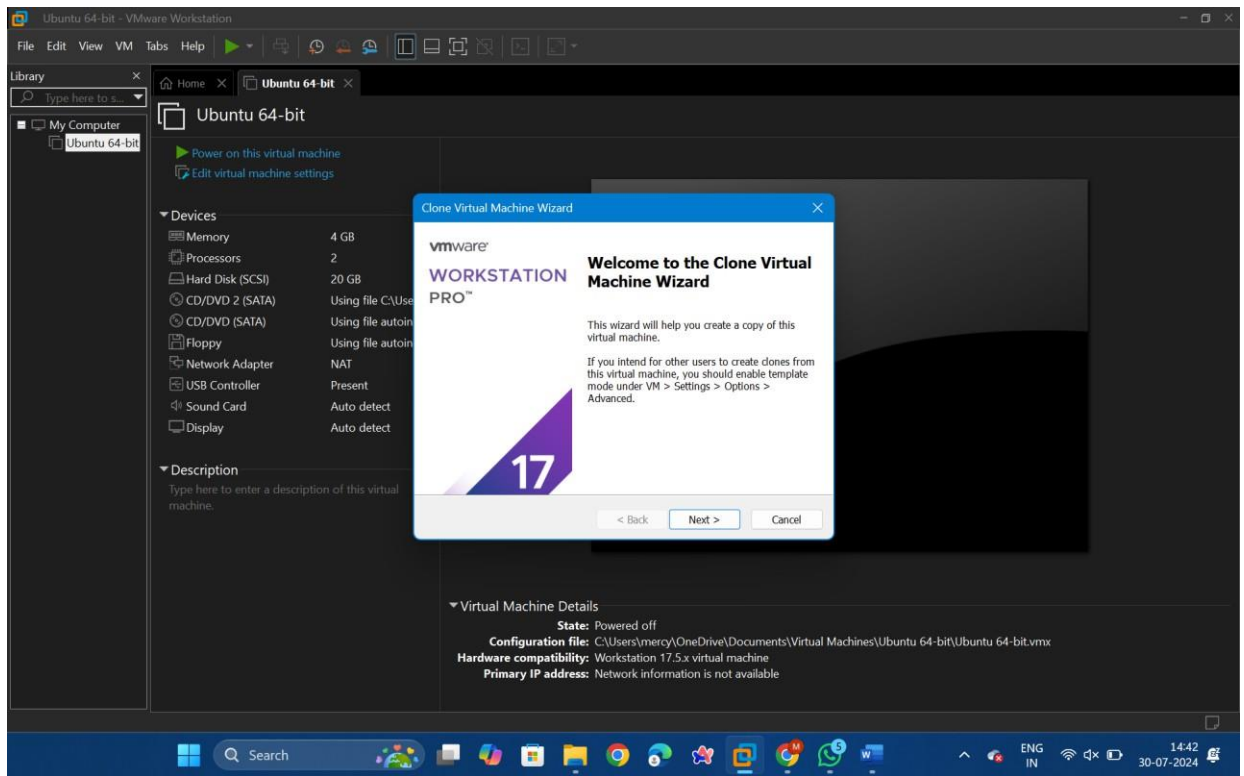 Ubuntu 64-bit - VMware Workstation
File Edit View VM Tabs Help
Library
Type here to s...
My Computer
Ubuntu 64-bit
Home
Ubuntu 64-bit
Ubuntu 64-bit
Power on this virtual machine
Edit virtual machine settings
Devices
Memory 4 GB
Processors 2
Hard Disk (SCSI) 20 GB
CD/DVD 2 (SATA) Using file C:\Use
CD/DVD (SATA) Using file autoin
Floppy Using file autoin
Network Adapter NAT
USB Controller Present
Sound Card Auto detect
Display Auto detect
Description
Type here to enter a description of this virtual
machine.
Clone Virtual Machine Wizard
vmware®
WORKSTATION
PRO™
17
Welcome to the Clone Virtual
Machine Wizard
This wizard will help you create a copy of this
virtual machine.
If you intend for other users to create clones from
this virtual machine, you should enable template
mode under VM > Settings > Options >
Advanced.
< Back Next > Cancel
Virtual Machine Details
State: Powered off
Configuration file: C:\Users\mercy\OneDrive\Documents\Virtual Machines\Ubuntu 64-bit\Ubuntu 64-bit.vmx
Hardware compatibility: Workstation 17.5.x virtual machine
Primary IP address: Network information is not available
Search
M
5
W
ENG
IN
14:42
30-07-2024